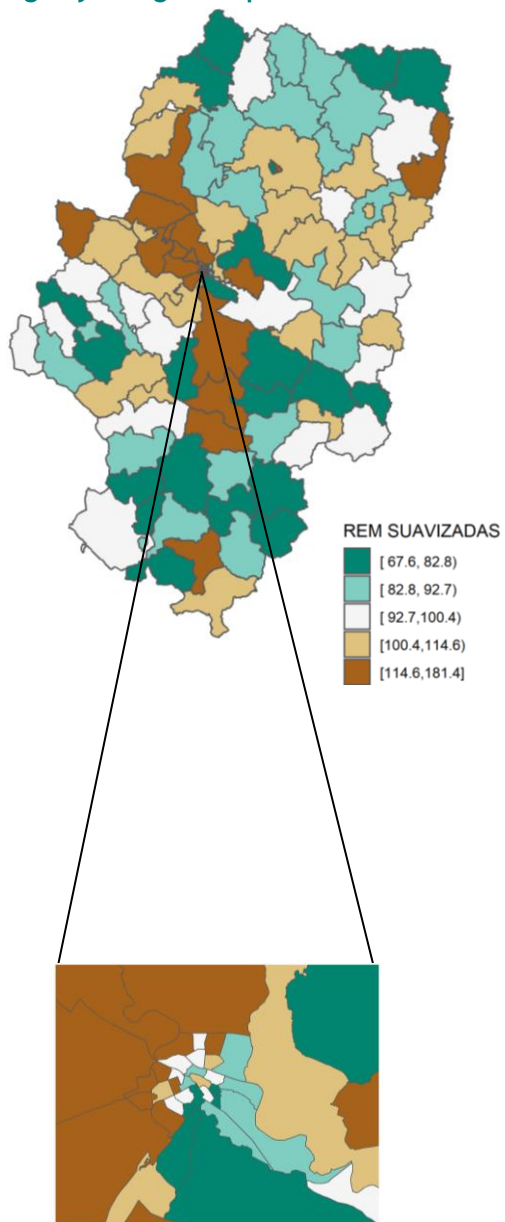 REM SUAVIZADAS
[ 67.6, 82.8)
[ 82.8, 92.7)
[ 92.7,100.4)
[100.4,114.6)
[114.6,181.4]